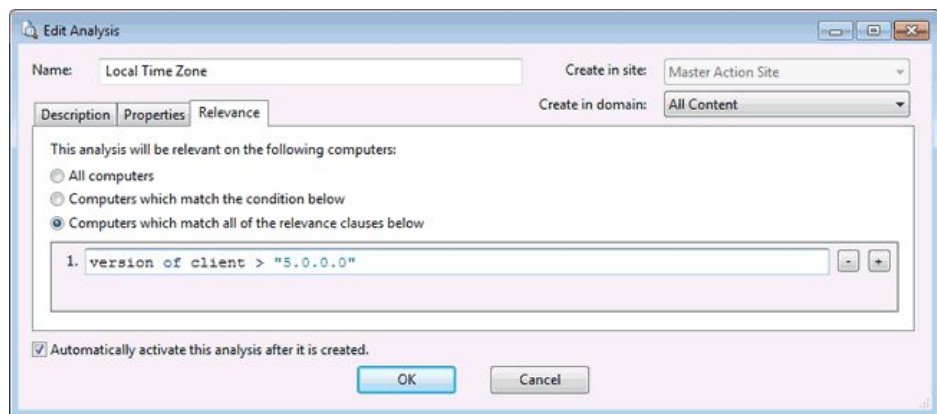 Edit Analysis
Name: Local Time Zone
Create in site: Master Action Site
Create in domain: All Content
Description Properties Relevance
This analysis will be relevant on the following computers:
All computers
Computers which match the condition below
Computers which match all of the relevance clauses below
1. version of client > "5.0.0.0" - +
Automatically activate this analysis after it is created.
OK Cancel